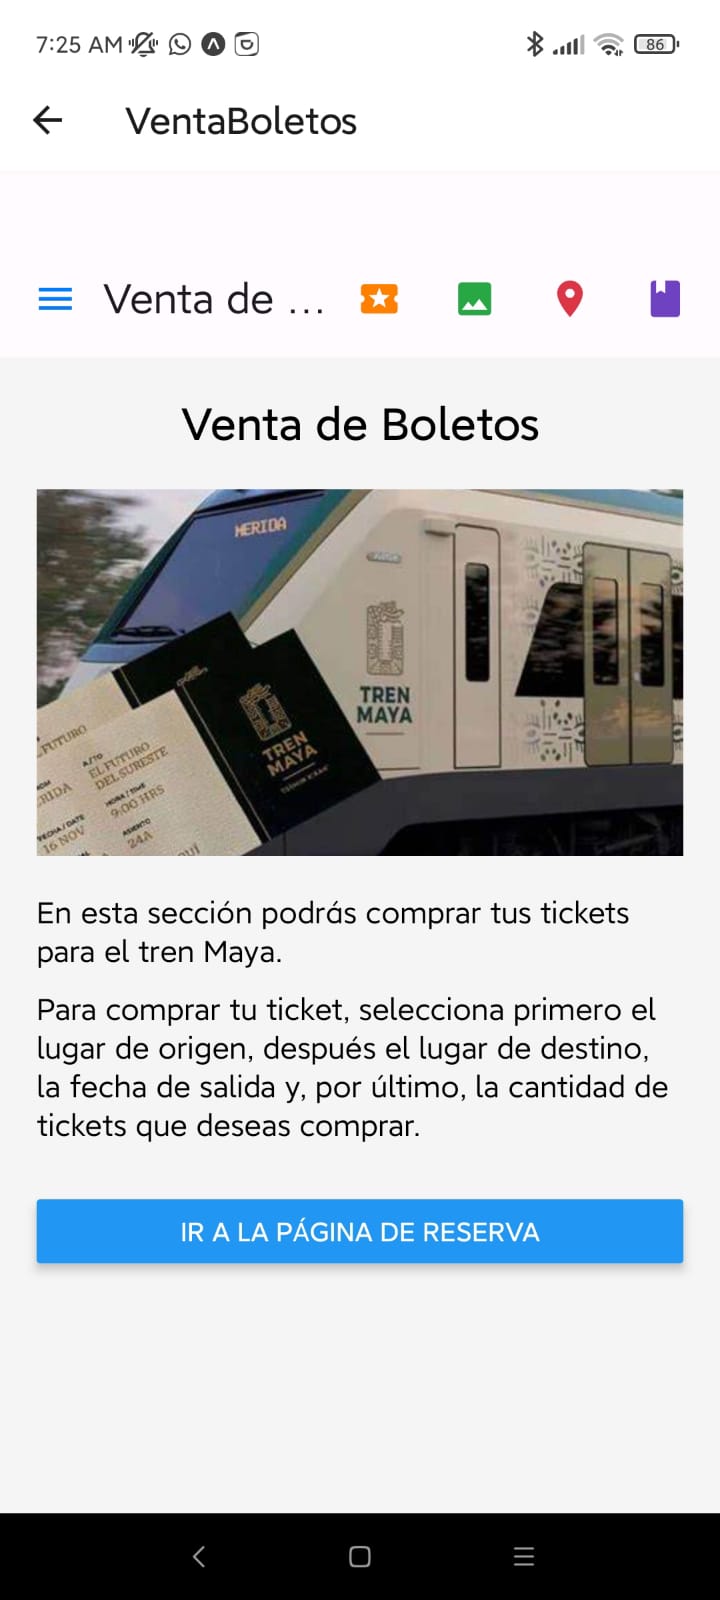 7:25 AM
86
VentaBoletos
Venta de ...
Venta de Boletos
MERIDA
TREN
MAYA
TREN
MAYA
FUTURO
A/TO
EL FUTURO
DEL SURESTE
RIDA
HORA / TIME
9:00 HRS
FECHA / DATE
16 NOV
ASIENTO
24A
En esta sección podrás comprar tus tickets
para el tren Maya.
Para comprar tu ticket, selecciona primero el
lugar de origen, después el lugar de destino,
la fecha de salida y, por último, la cantidad de
tickets que deseas comprar.
IR A LA PÁGINA DE RESERVA